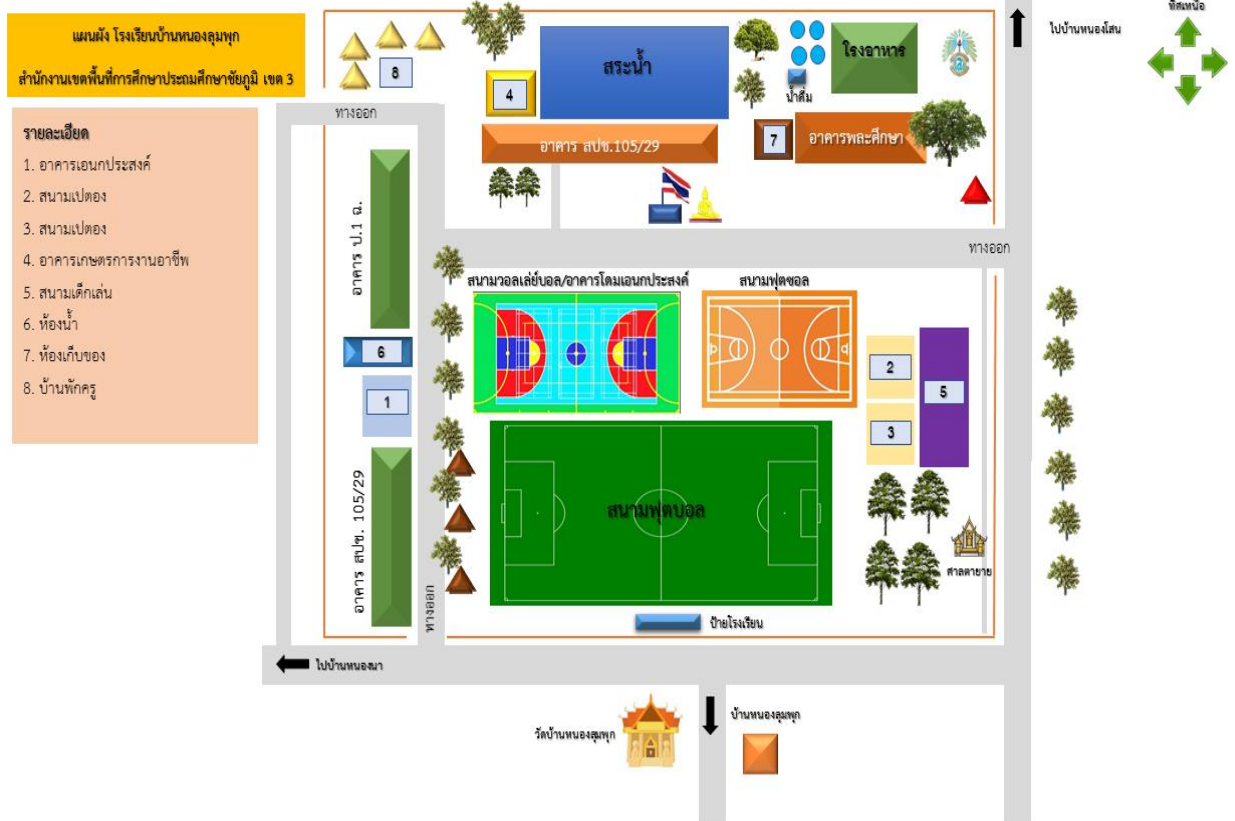 แผนผัง โรงเรียนบ้านหนองลุมพุก
สำนักงานเขตพื้นที่การศึกษาประถมศึกษาชัยภูมิ เขต 3
รายละเอียด
1. อาคารเอนกประสงค์
2. สนามเปตอง
3. สนามเปตอง
4. อาคารเกษตรการงานอาชีพ
5. สนามเด็กเล่น
6. ห้องน้ำ
7. ห้องเก็บของ
8. บ้านพักครู
ทิศเหนือ
ไปบ้านหนองโสน
8
4
สระน้ำ
โรงอาหาร
น้ำดื่ม
ทางออก
อาคาร สปช.105/29
7
อาคารพละศึกษา
อาคาร ป.1 ฉ.
ทางออก
สนามวอลเล่ย์บอล/อาคารโดมเอนกประสงค์
สนามฟุตซอล
6
2
1
5
3
อาคาร สปช. 105/29
สนามฟุตบอล
ศาลตายาย
ทางออก
ป้ายโรงเรียน
ไปบ้านหนองนา
วัดบ้านหนองลุมพุก
บ้านหนองลุมพุก